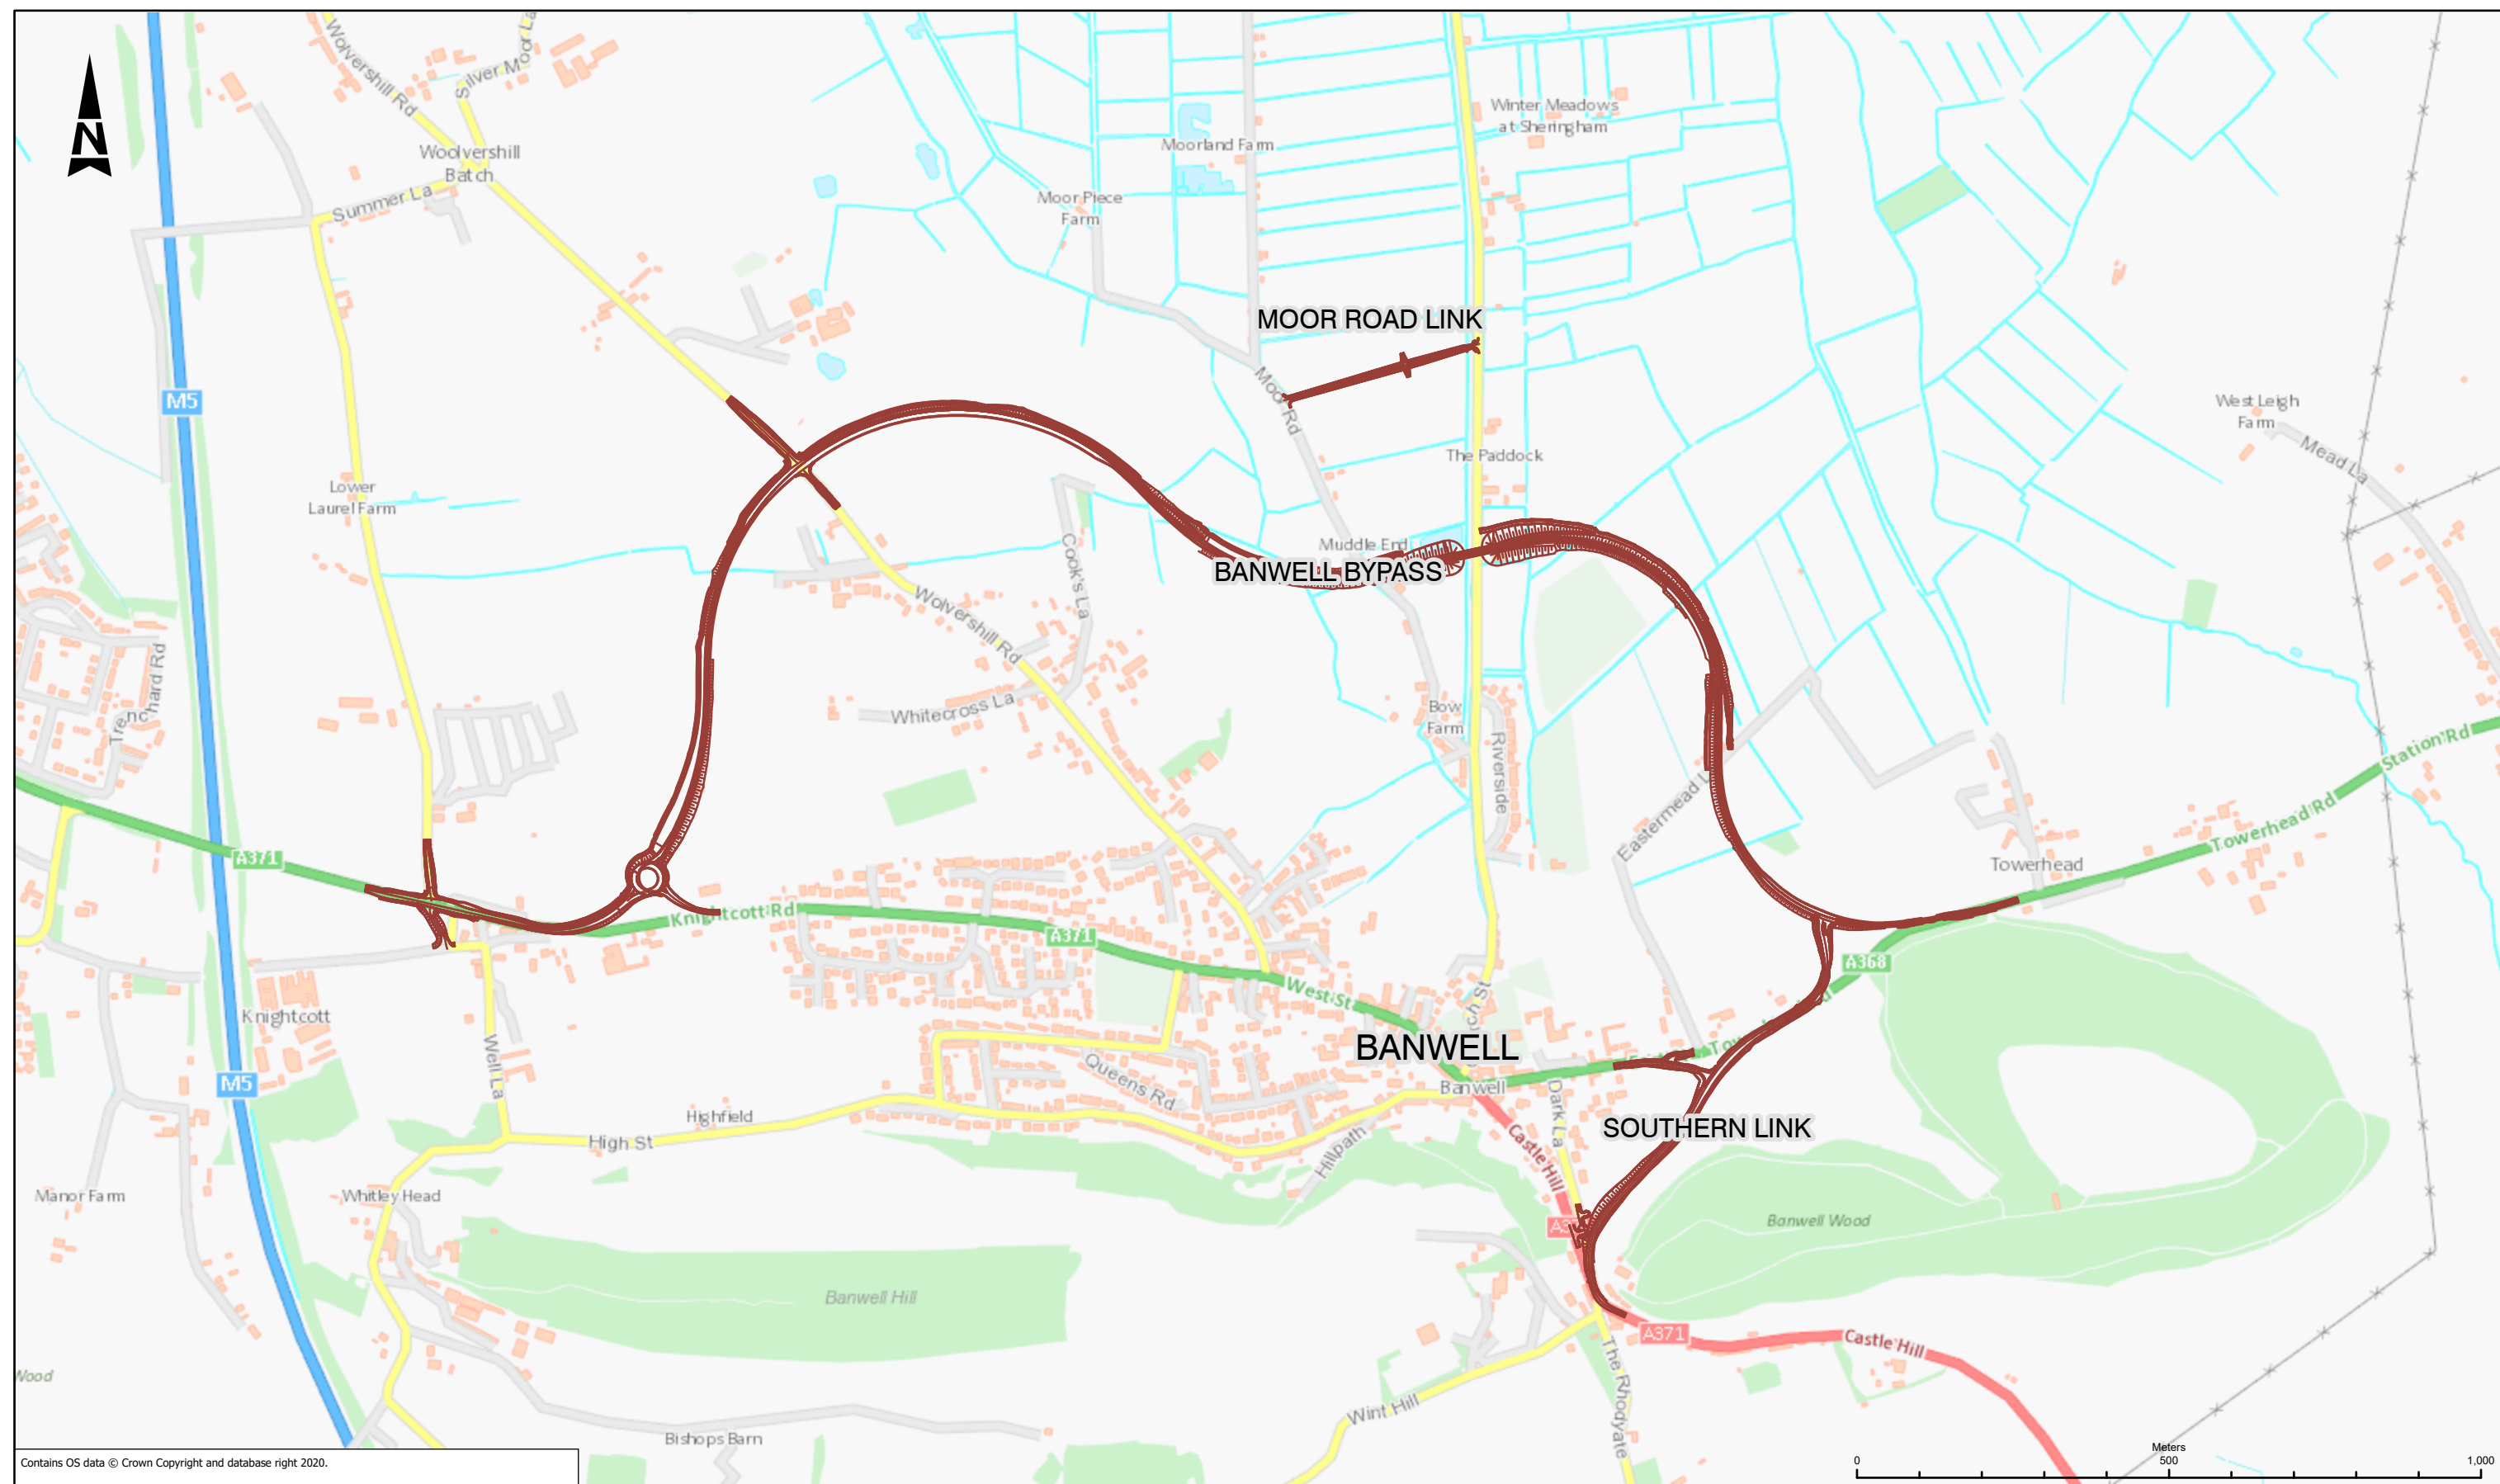 Wolvershill Rd
Silver Moor La
N
Woolvershill
Batch
Summer La
Moorland Farm
Winter Meadows
at Sheringham
Moor Piece
Farm
MOOR ROAD LINK
M5
Moor Rd
West Leigh
Farm
Mead La
The Paddock
Lower
Laurel Farm
Muddle End
BANWELL BYPASS
Cook's La
Wolvershill Rd
Trenchard Rd
Whitecross La
Bow
Farm
Riverside
Eastermead L
Station Rd
Towerhead Rd
Towerhead
A371
Knightcott Rd
A371
A368
West St
Knightcott
BANWELL
Banwell
M5
Well La
Queens Rd
Dark La
Highfield
High St
SOUTHERN LINK
Castle Hill
Hillpath
Manor Farm
Whitley Head
Banwell Wood
Banwell Hill
A371
Castle Hill
Wood
Wint Hill
The Rhodyate
Bishops Barn
Meters
0 500 1,000
Contains OS data © Crown Copyright and database right 2020.